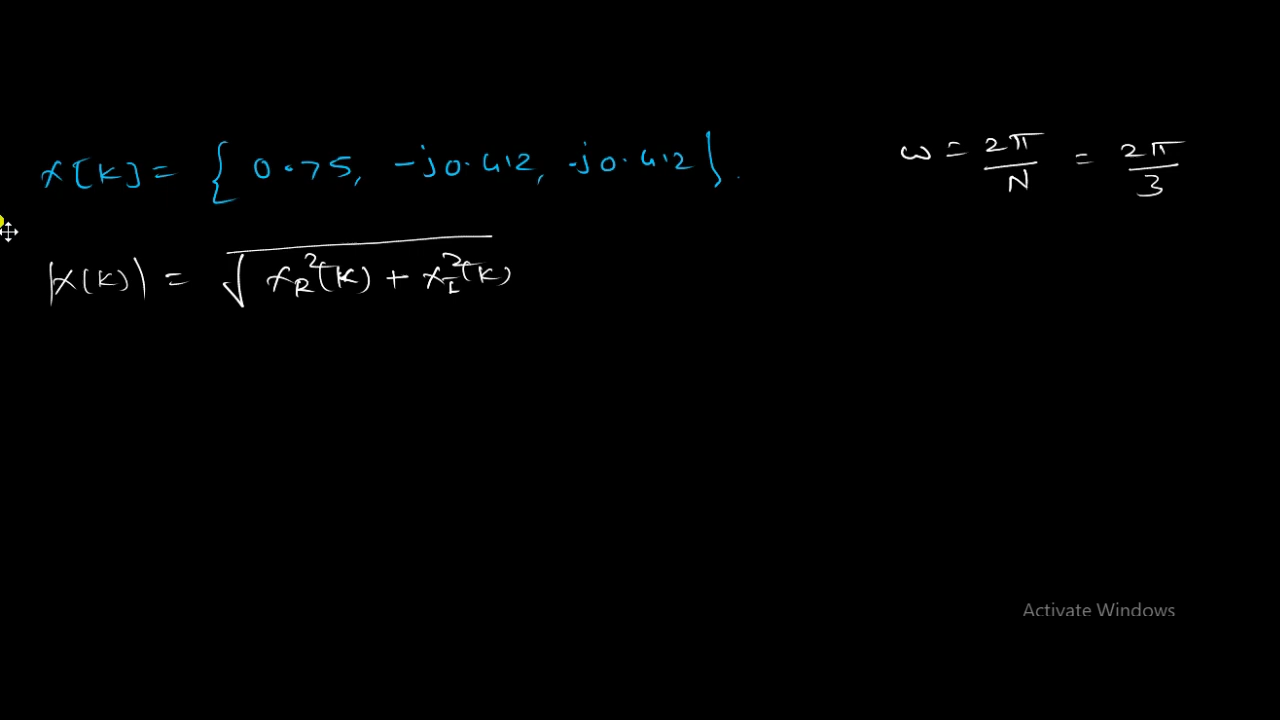 x[k] = { 0.75, -j0.412, -j0.412 }.
ω = 2π/N = 2π/3
|x(k)| = √(x_R²(k) + x_I²(k))
Activate Windows